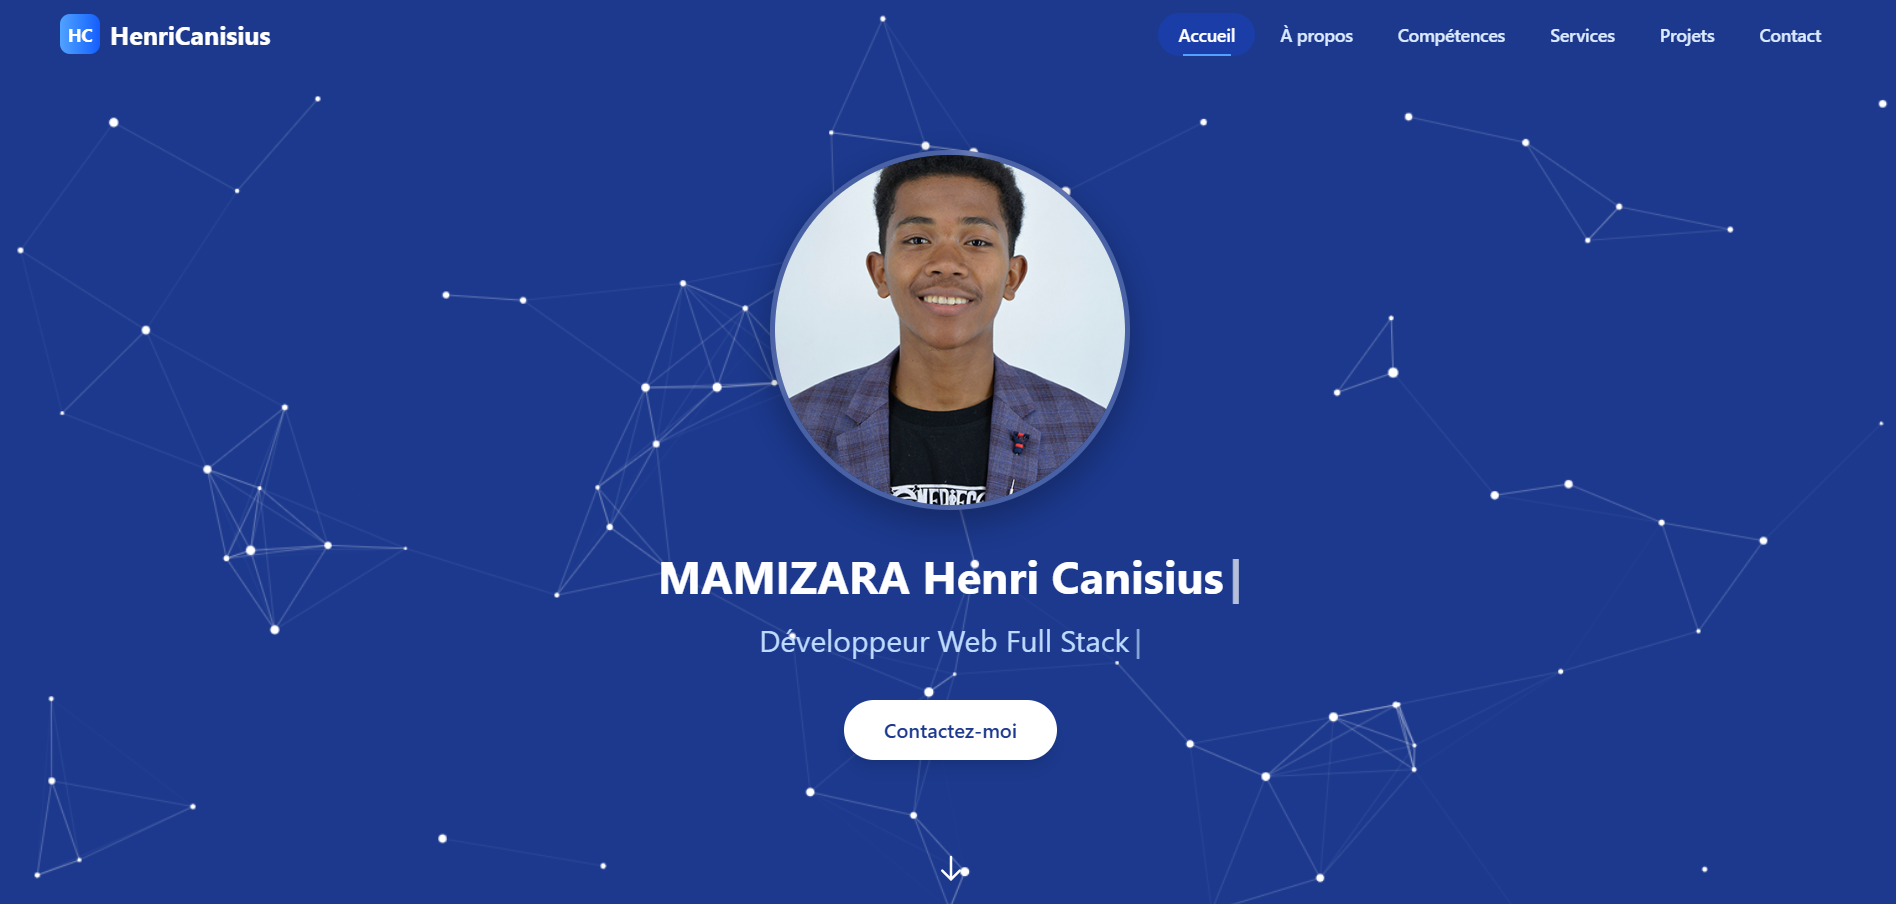 HC HenriCanisius Accueil À propos Compétences Services Projets Contact
MAMIZARA Henri Canisius
Développeur Web Full Stack
Contactez-moi